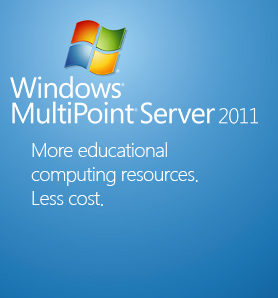 Windows®
MultiPoint® Server 2011
More educational
computing resources.
Less cost.